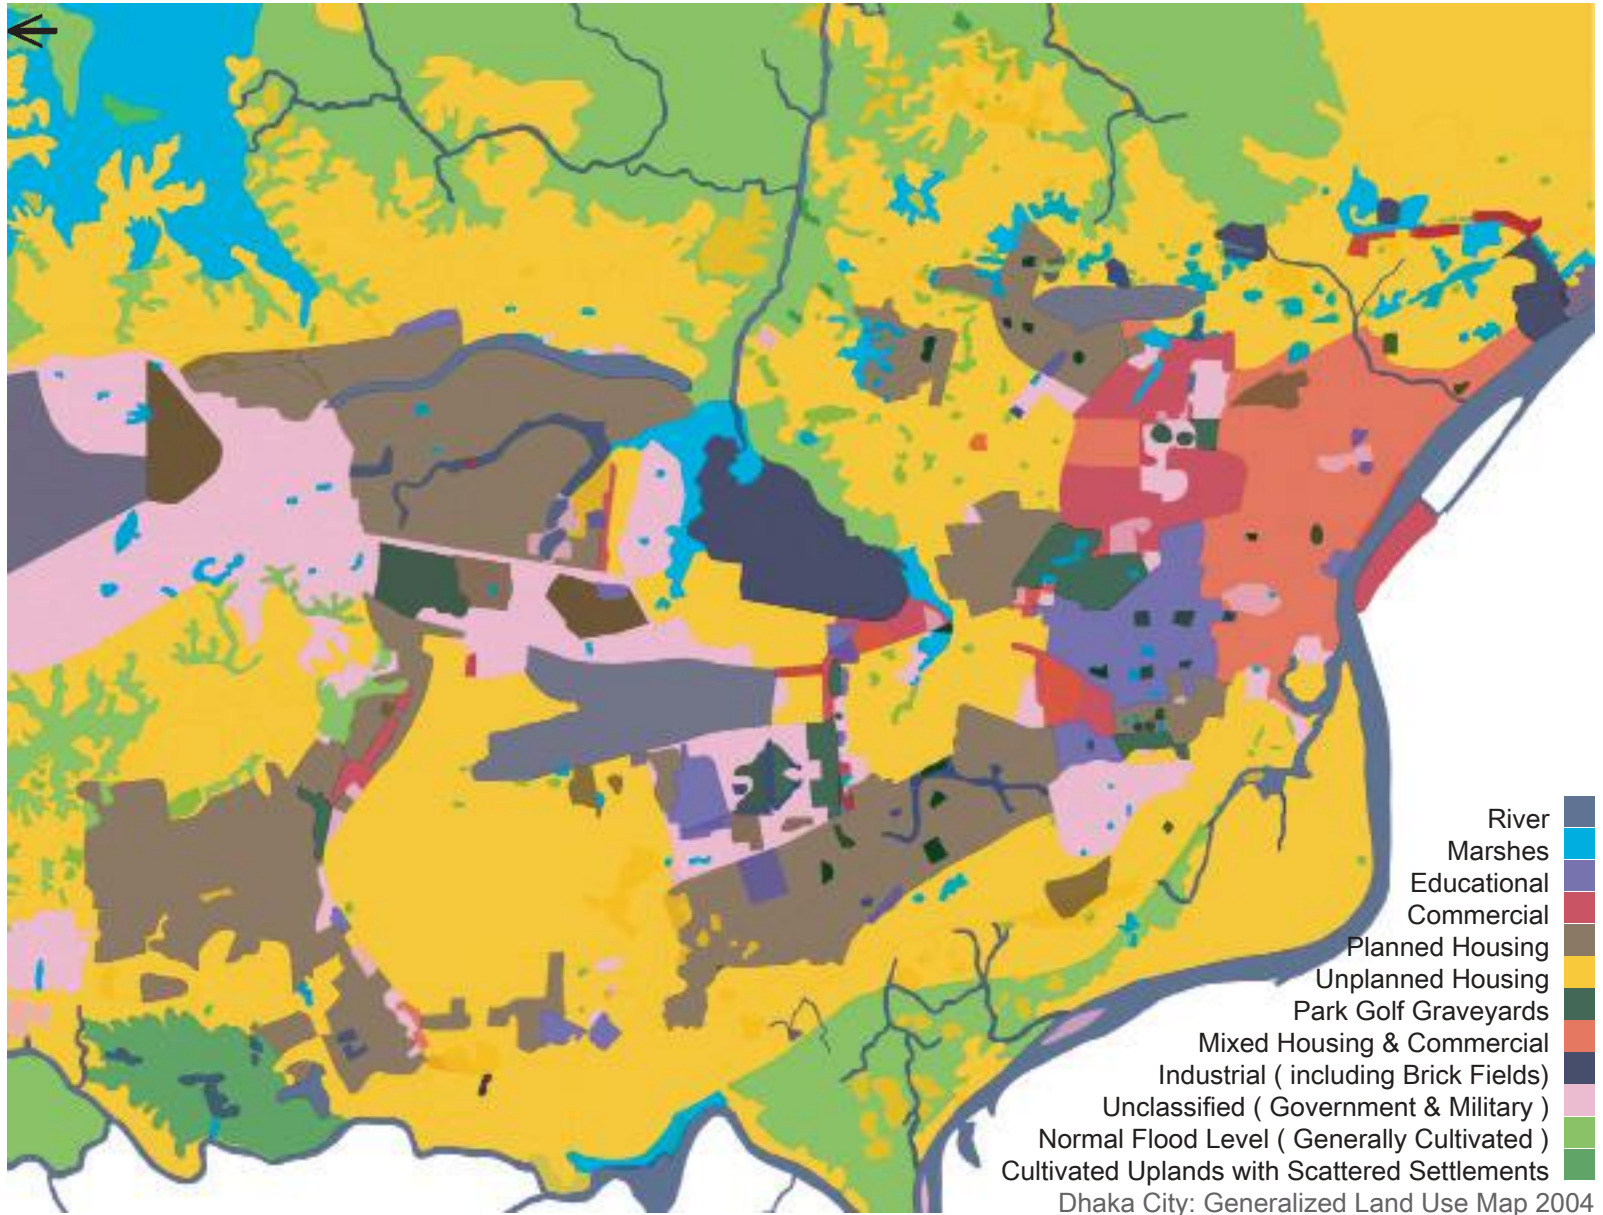 River
Marshes
Educational
Commercial
Planned Housing
Unplanned Housing
Park Golf Graveyards
Mixed Housing & Commercial
Industrial ( including Brick Fields)
Unclassified ( Government & Military )
Normal Flood Level ( Generally Cultivated )
Cultivated Uplands with Scattered Settlements
Dhaka City: Generalized Land Use Map 2004